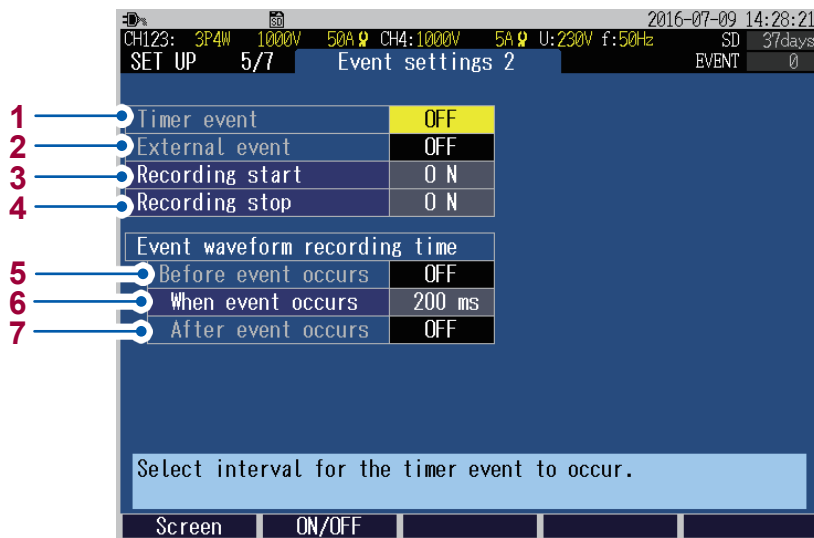 SD 2016-07-09 14:28:21
CH123: 3P4W 1000V 50A CH4:1000V 5A U:230V f:50Hz SD 37days
SET UP 5/7 Event settings 2 EVENT 0
1 Timer event OFF
2 External event OFF
3 Recording start O N
4 Recording stop O N
Event waveform recording time
5 Before event occurs OFF
6 When event occurs 200 ms
7 After event occurs OFF
Select interval for the timer event to occur.
Screen ON/OFF